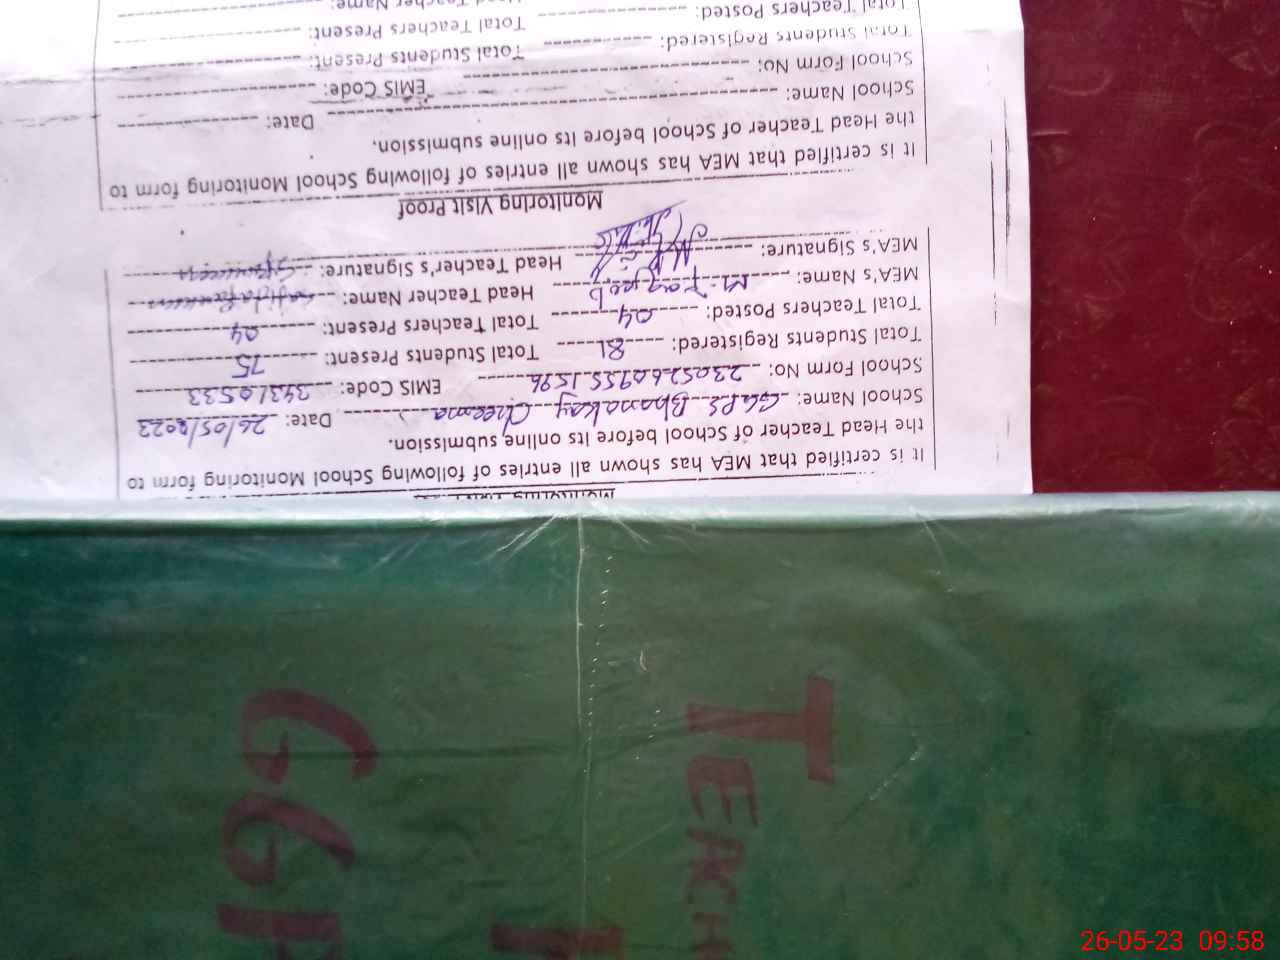 Monitoring
It is certified that MEA has shown all entries of following School Monitoring form to
the Head Teacher of School before its online submission.
School Name: GGPS Bhanokay Cheema Date: 26/05/2023
School Form No: EMIS Code: 34310533
Total Students Registered: 81 Total Students Present: 75
Total Teachers Posted: 04 Total Teachers Present: 04
MEA's Name: Head Teacher Name:
MEA's Signature: Head Teacher's Signature:
Monitoring Visit Proof
It is certified that MEA has shown all entries of following School Monitoring form to
the Head Teacher of School before its online submission.
School Name: Date:
School Form No: EMIS Code:
Total Students Registered: Total Students Present:
Total Teachers Posted: Total Teachers Present:
Head Teacher Name:
TEACH
GGP
26-05-23 09:58